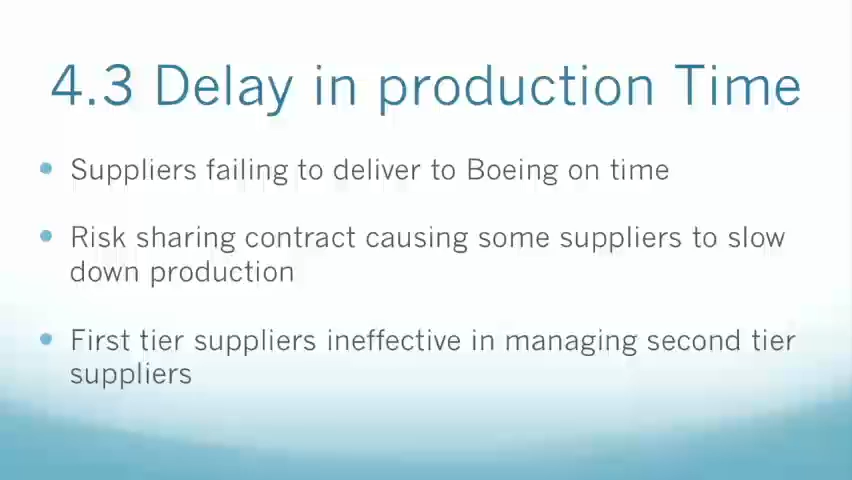 4.3 Delay in production Time
Suppliers failing to deliver to Boeing on time
Risk sharing contract causing some suppliers to slow
down production
First tier suppliers ineffective in managing second tier
suppliers